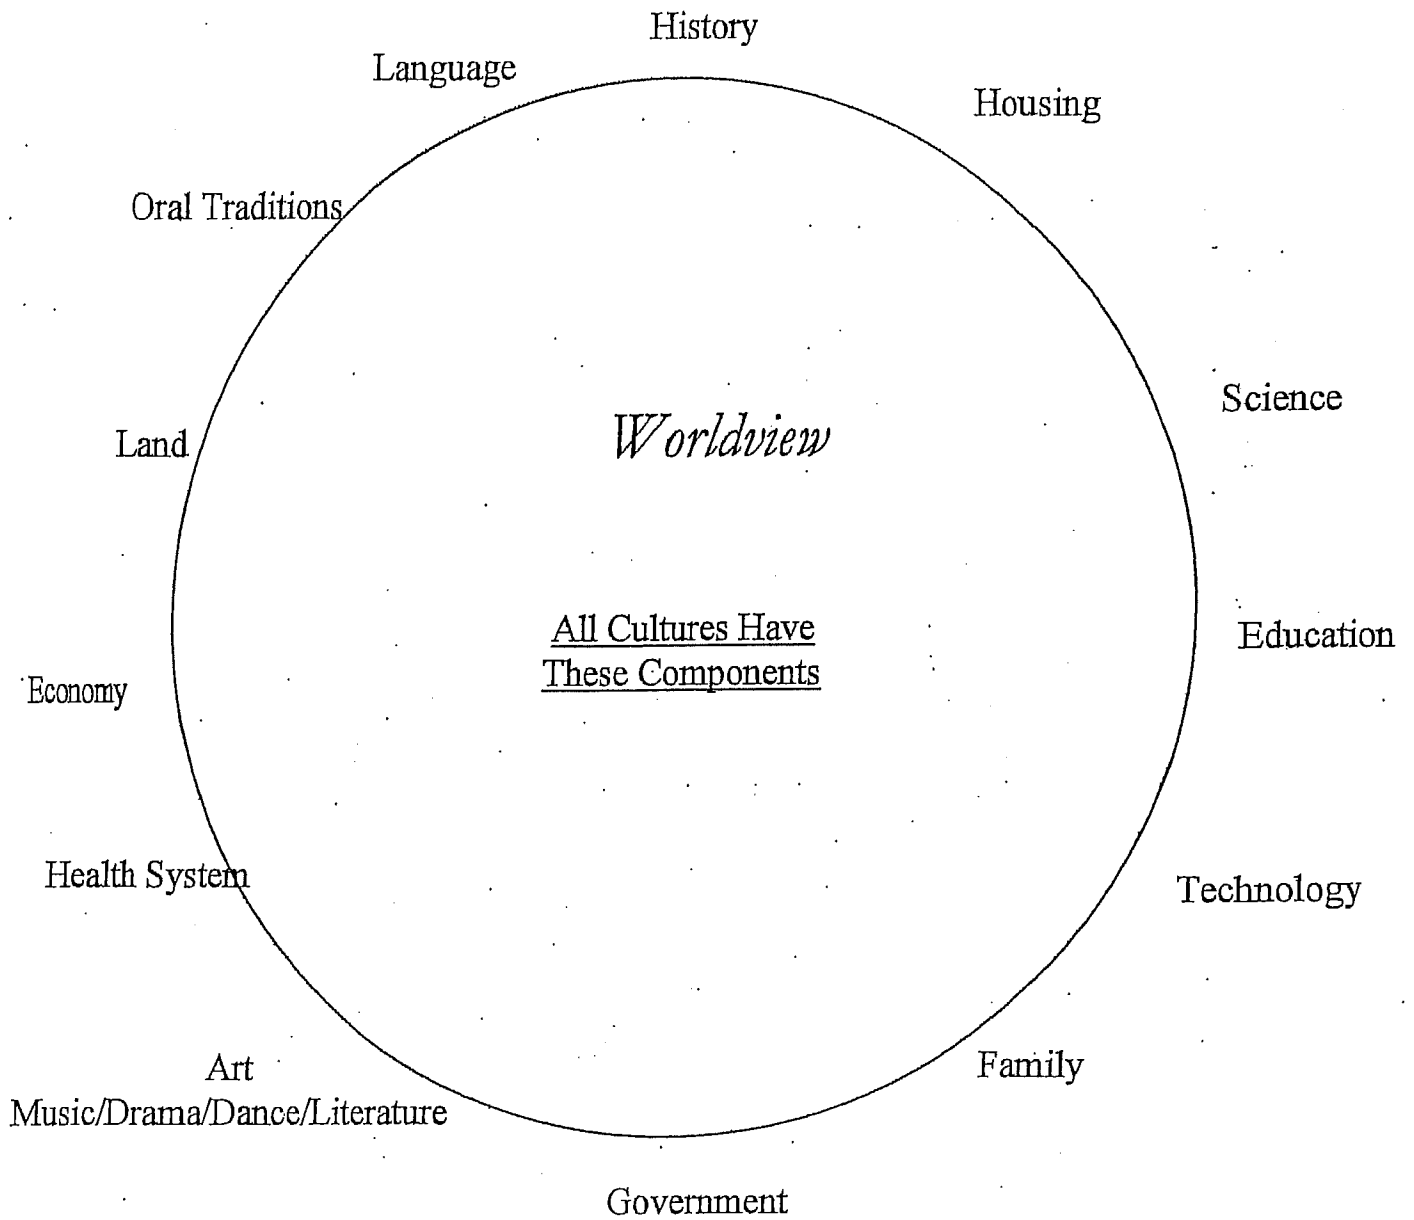 History
Language
Housing
Oral Traditions
Science
Land
Worldview
All Cultures Have
These Components
Education
Economy
Health System
Technology
Art
Music/Drama/Dance/Literature
Family
Government